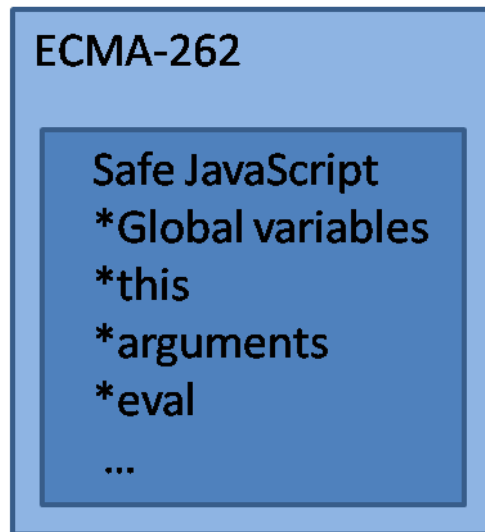 ECMA-262
Safe JavaScript
*Global variables
*this
*arguments
*eval
...